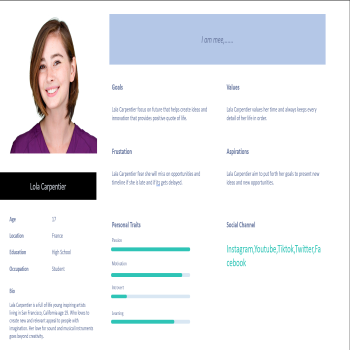 I am mee,......
Goals
Lola Carpentier focus on future that helps create ideas and
innovation that provides positive quote of life.
Values
Lola Carpentier values her time and always keeps every
detail of her life in order.
Frustation
Lola Carpentier fear she will miss on opportunities and
timeline if she is late and if its gets delayed.
Aspirations
Lola Carpentier aim to put forth her goals to prevent new
ideas and new opportunities.
Lola Carpentier
Age 17
Location France
Education High School
Occupation Student
Bio
Lola Carpentier is a full of life young inspiring artists
living in San Francisco, California age 19. Who loves to
create new and relevant appeal to people with
imagination. Her love for sound and musical instruments
goes beyond creativity.
Personal Traits
Passion
Motivation
Introvert
Learning
Social Channel
Instagram,Youtube,Tiktok,Twitter,Fa
cebook